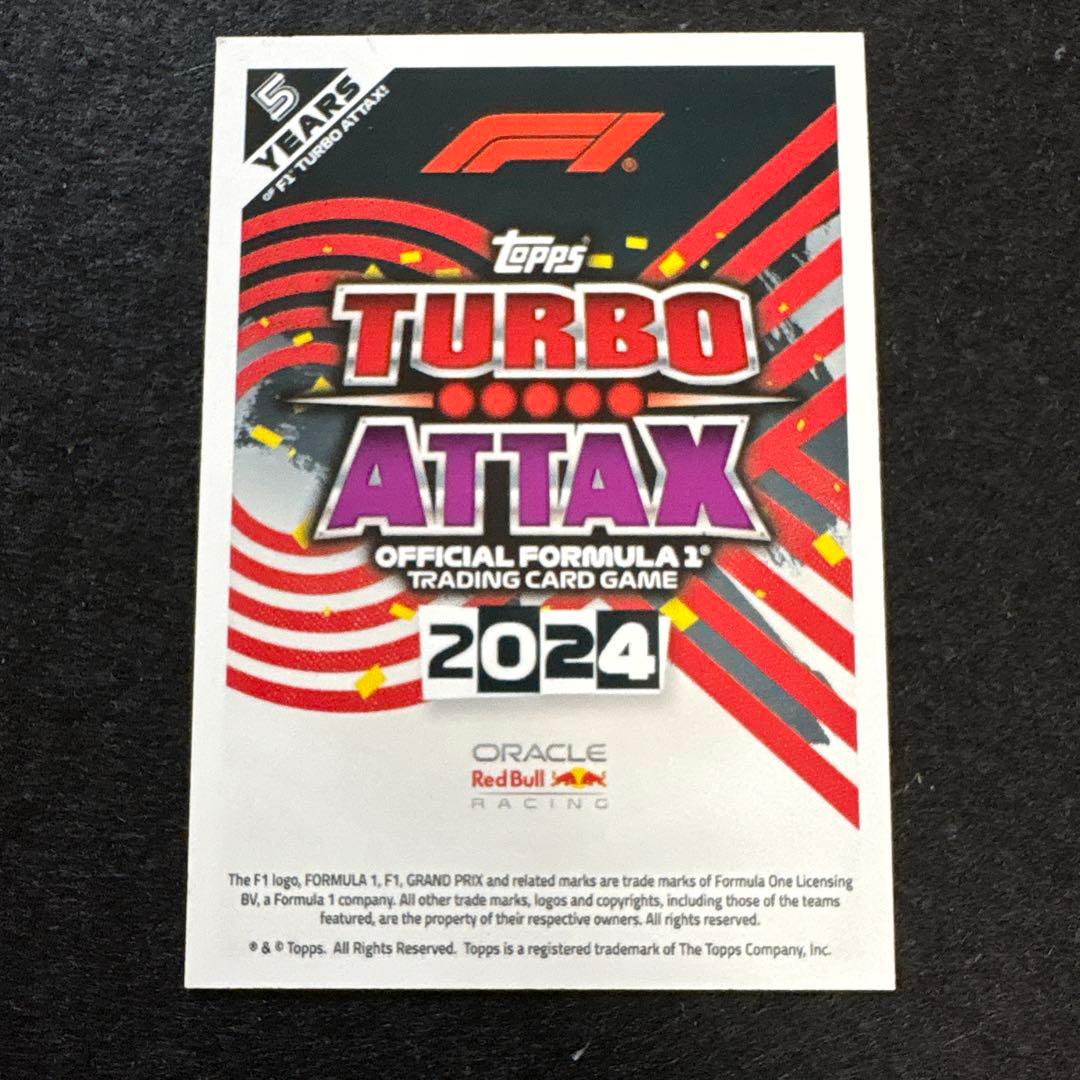 5
YEARS
OF F1® TURBO ATTAX!
F1®
topps®
TURBO
ATTAX
OFFICIAL FORMULA 1®
TRADING CARD GAME
2024
ORACLE
Red Bull
RACING
The F1 logo, FORMULA 1, F1, GRAND PRIX and related marks are trade marks of Formula One Licensing
BV, a Formula 1 company. All other trade marks, logos and copyrights, including those of the teams
featured, are the property of their respective owners. All rights reserved.
® & © Topps. All Rights Reserved. Topps is a registered trademark of The Topps Company, Inc.